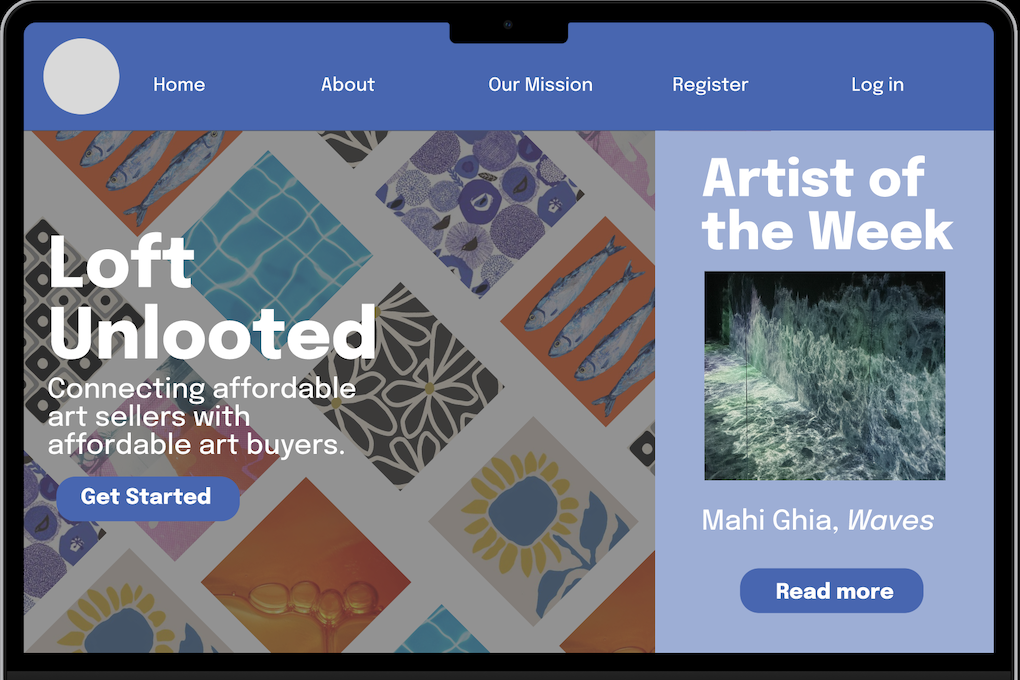 Home
About
Our Mission
Register
Log in
Loft
Unlooted
Connecting affordable
art sellers with
affordable art buyers.
Get Started
Artist of
the Week
Mahi Ghia, Waves
Read more